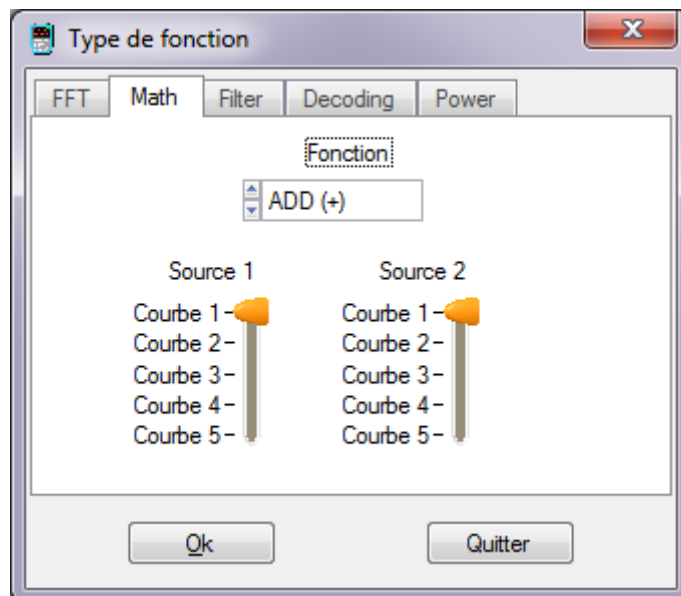 Type de fonction
FFT Math Filter Decoding Power
Fonction
ADD (+)
Source 1 Source 2
Courbe 1 Courbe 1
Courbe 2 Courbe 2
Courbe 3 Courbe 3
Courbe 4 Courbe 4
Courbe 5 Courbe 5
Ok Quitter